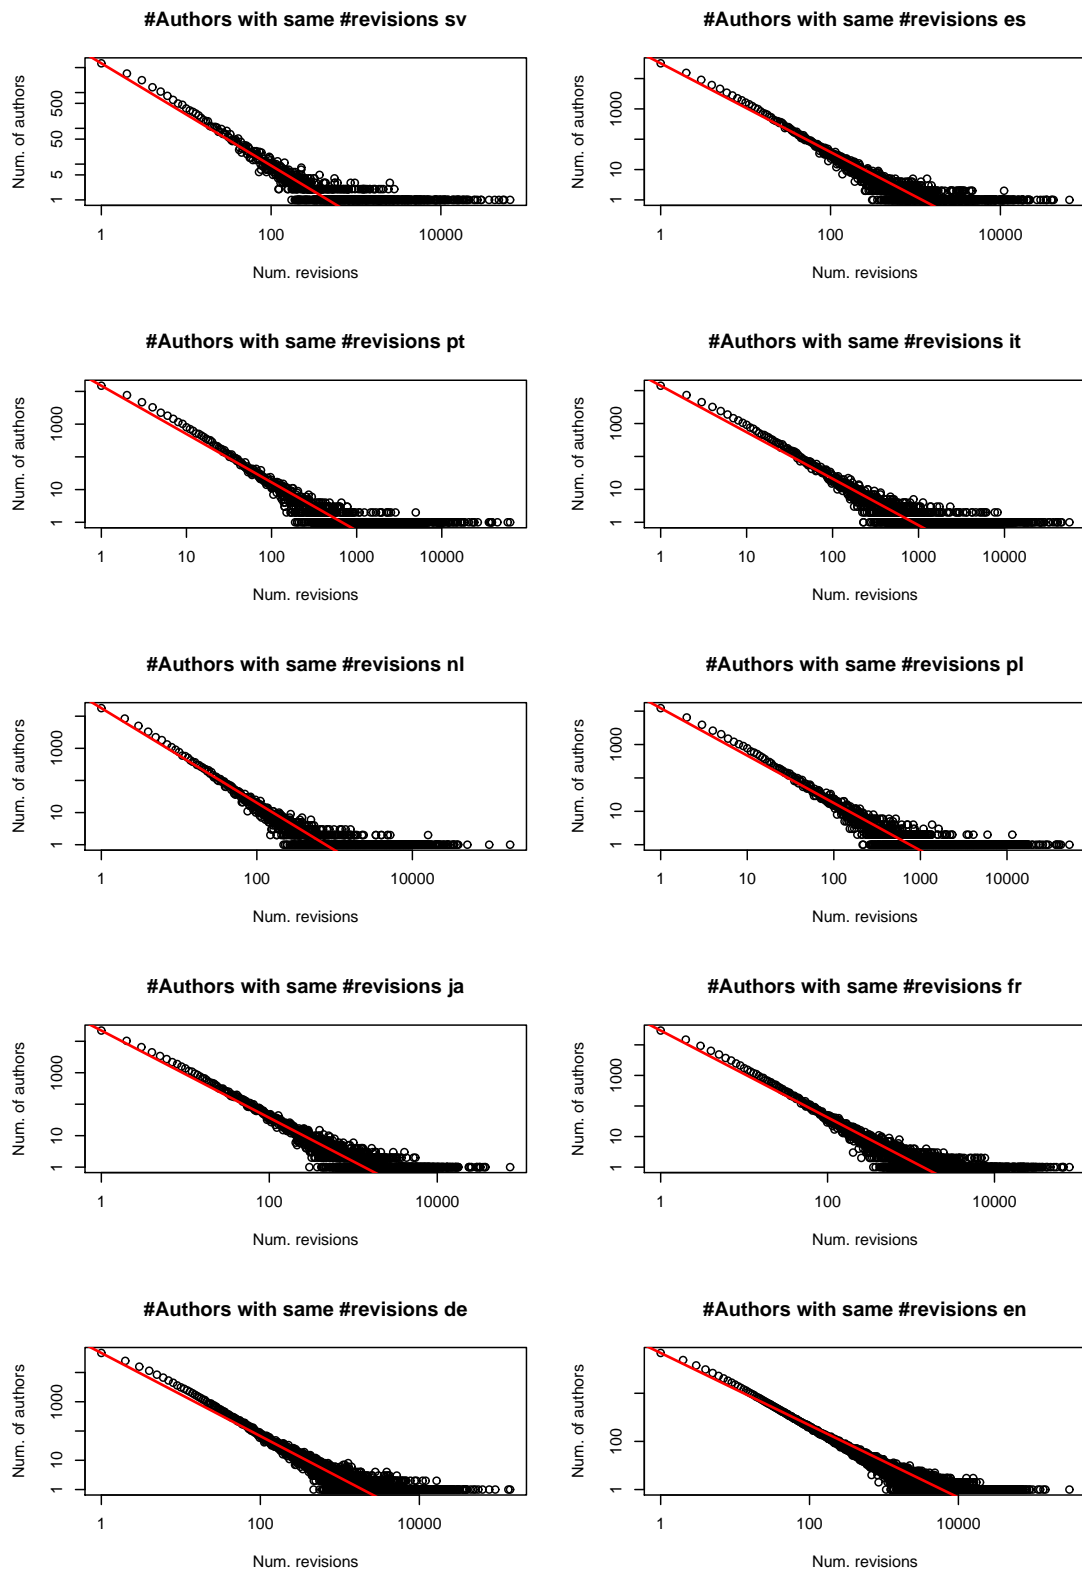 #Authors with same #revisions sv
Num. of authors
500
50
5
1
1
100
10000
Num. revisions
#Authors with same #revisions es
Num. of authors
1000
10
1
1
100
10000
Num. revisions
#Authors with same #revisions pt
Num. of authors
1000
10
1
1
10
100
1000
10000
Num. revisions
#Authors with same #revisions it
Num. of authors
1000
10
1
1
10
100
1000
10000
Num. revisions
#Authors with same #revisions nl
Num. of authors
1000
10
1
1
100
10000
Num. revisions
#Authors with same #revisions pl
Num. of authors
1000
10
1
1
10
100
1000
10000
Num. revisions
#Authors with same #revisions ja
Num. of authors
1000
10
1
1
100
10000
Num. revisions
#Authors with same #revisions fr
Num. of authors
1000
10
1
1
100
10000
Num. revisions
#Authors with same #revisions de
Num. of authors
1000
10
1
1
100
10000
Num. revisions
#Authors with same #revisions en
Num. of authors
100
1
1
100
10000
Num. revisions